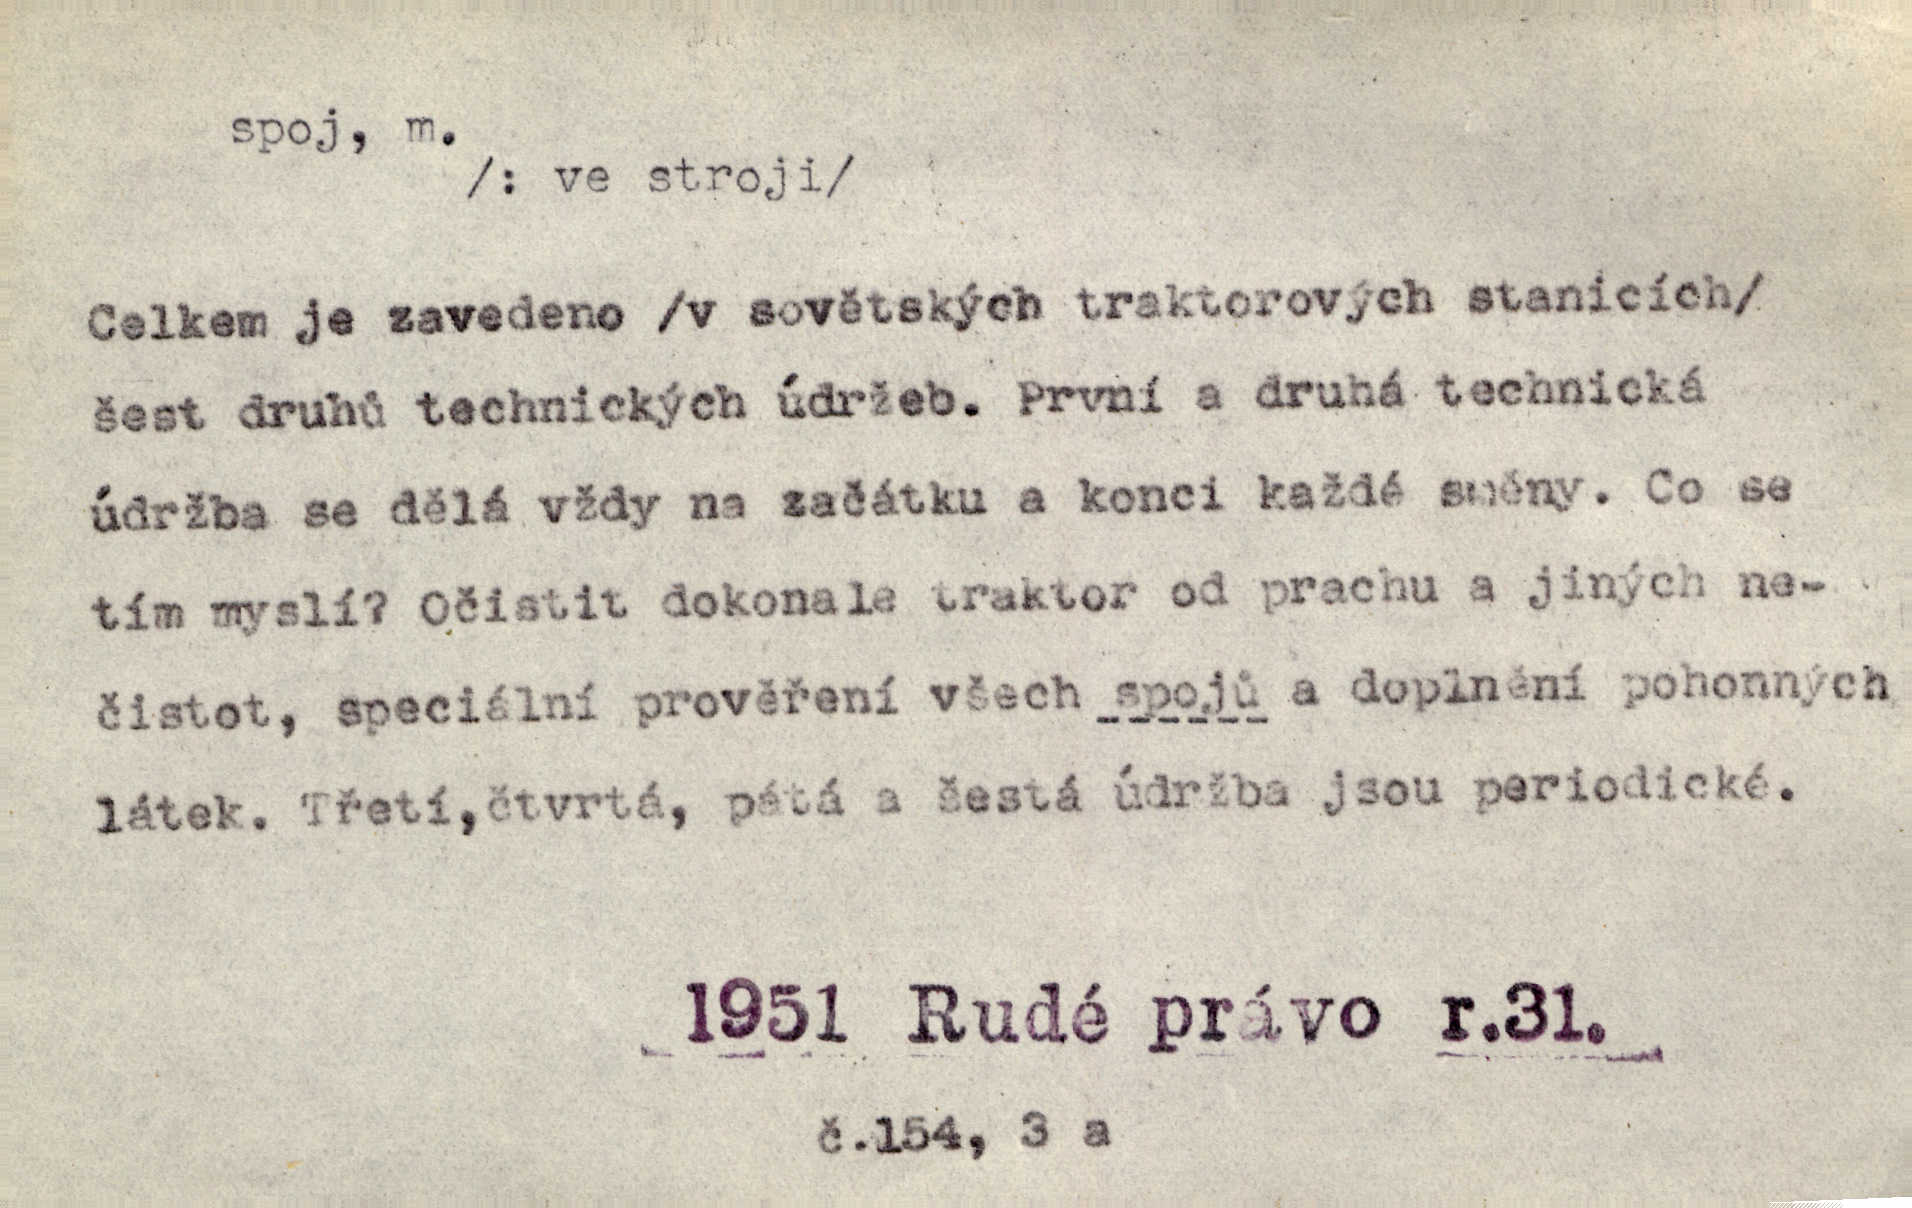 spoj, m.
/: ve stroji/
Celkem je zavedeno /v sovětských traktorových stanicích/
šest druhů technických údržeb. První a druhá technická
údržba se dělá vždy na začátku a konci každé směny. Co se
tím myslí? Očistit dokonale traktor od prachu a jiných ne-
čistot, speciální prověření všech spojů a doplnění pohonných
látek. Třetí,čtvrtá, pátá a šestá údržba jsou periodické.
1951 Rudé právo r.31.
č.154, 3 a